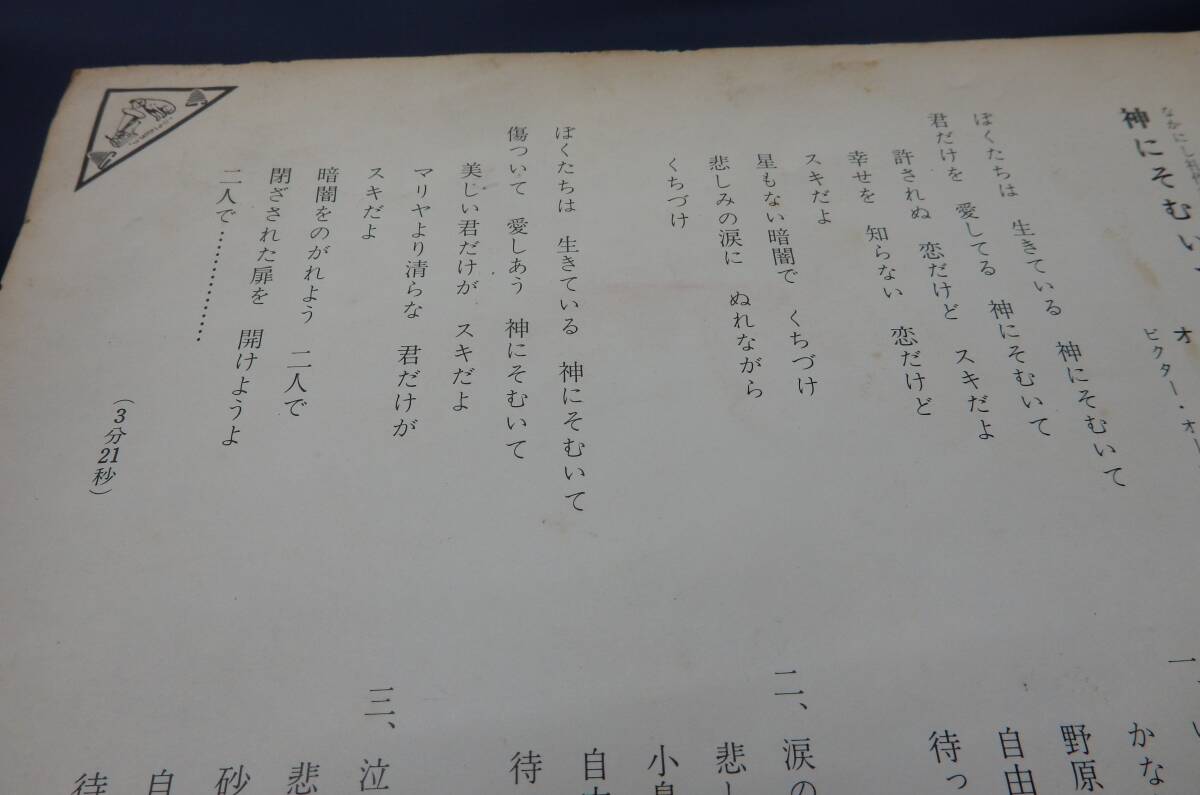 神にそむい
オ
ビクター・オー
ぼくたちは 生きている 神にそむいて
君だけを 愛してる 神にそむいて
許されぬ 恋だけど スキだよ
幸せを 知らない 恋だけど
スキだよ
星もない暗闇で くちづけ
悲しみの涙に ぬれながら
くちづけ
ぼくたちは 生きている 神にそむいて
傷ついて 愛しあう 神にそむいて
美しい君だけが スキだよ
マリヤより清らな 君だけが
スキだよ
暗闇をのがれよう 二人で
閉ざされた扉を 開けようよ
二人で……………
(3分21秒)
一、
かな
野原
自由
待っ
二、涙の
悲し
小鳥
自由
待
三、泣
悲
砂
自
待